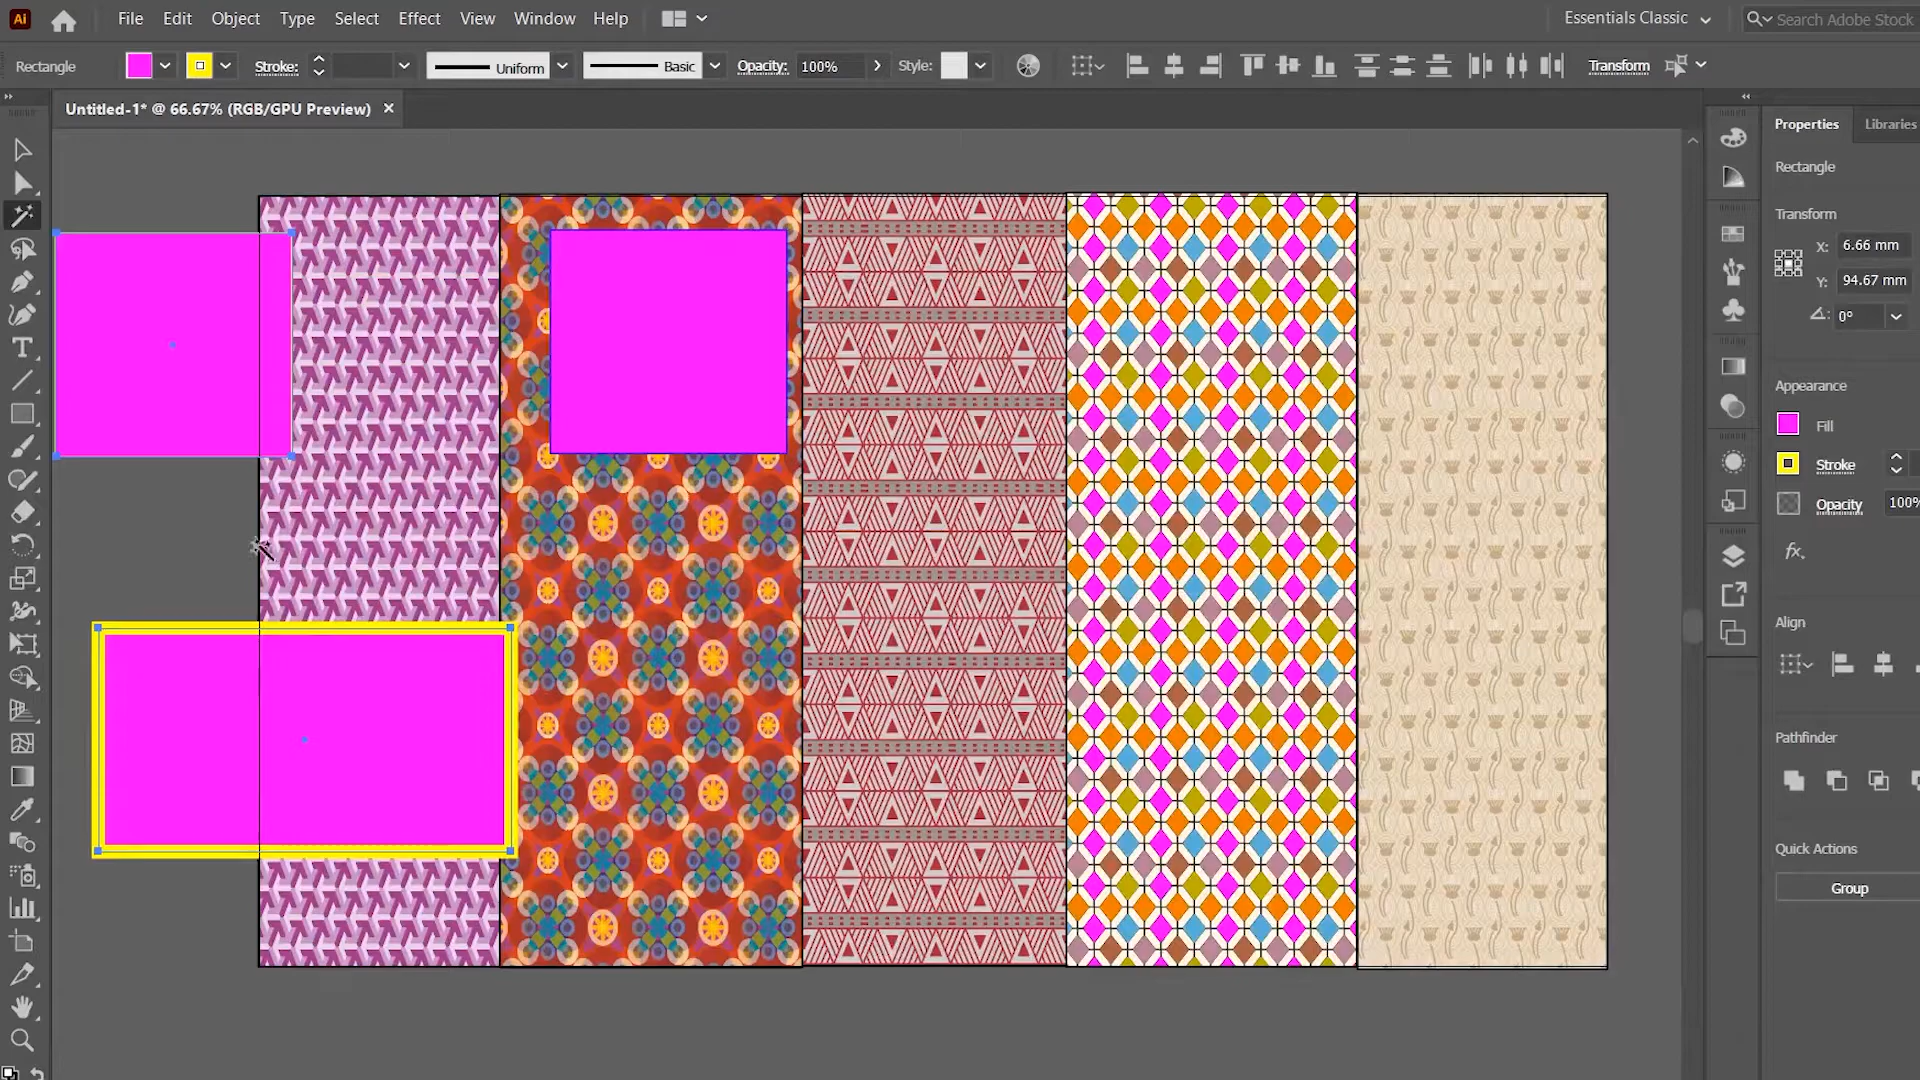 Ai File Edit Object Type Select Effect View Window Help Essentials Classic Search Adobe Stock
Rectangle Stroke: Uniform Basic Opacity: 100% Style: Transform
Untitled-1* @ 66.67% (RGB/GPU Preview)
Properties Libraries
Rectangle
Transform
X: 6.66 mm
Y: 94.67 mm
0°
Appearance
Fill
Stroke
Opacity 100%
fx.
Align
Pathfinder
Quick Actions
Group